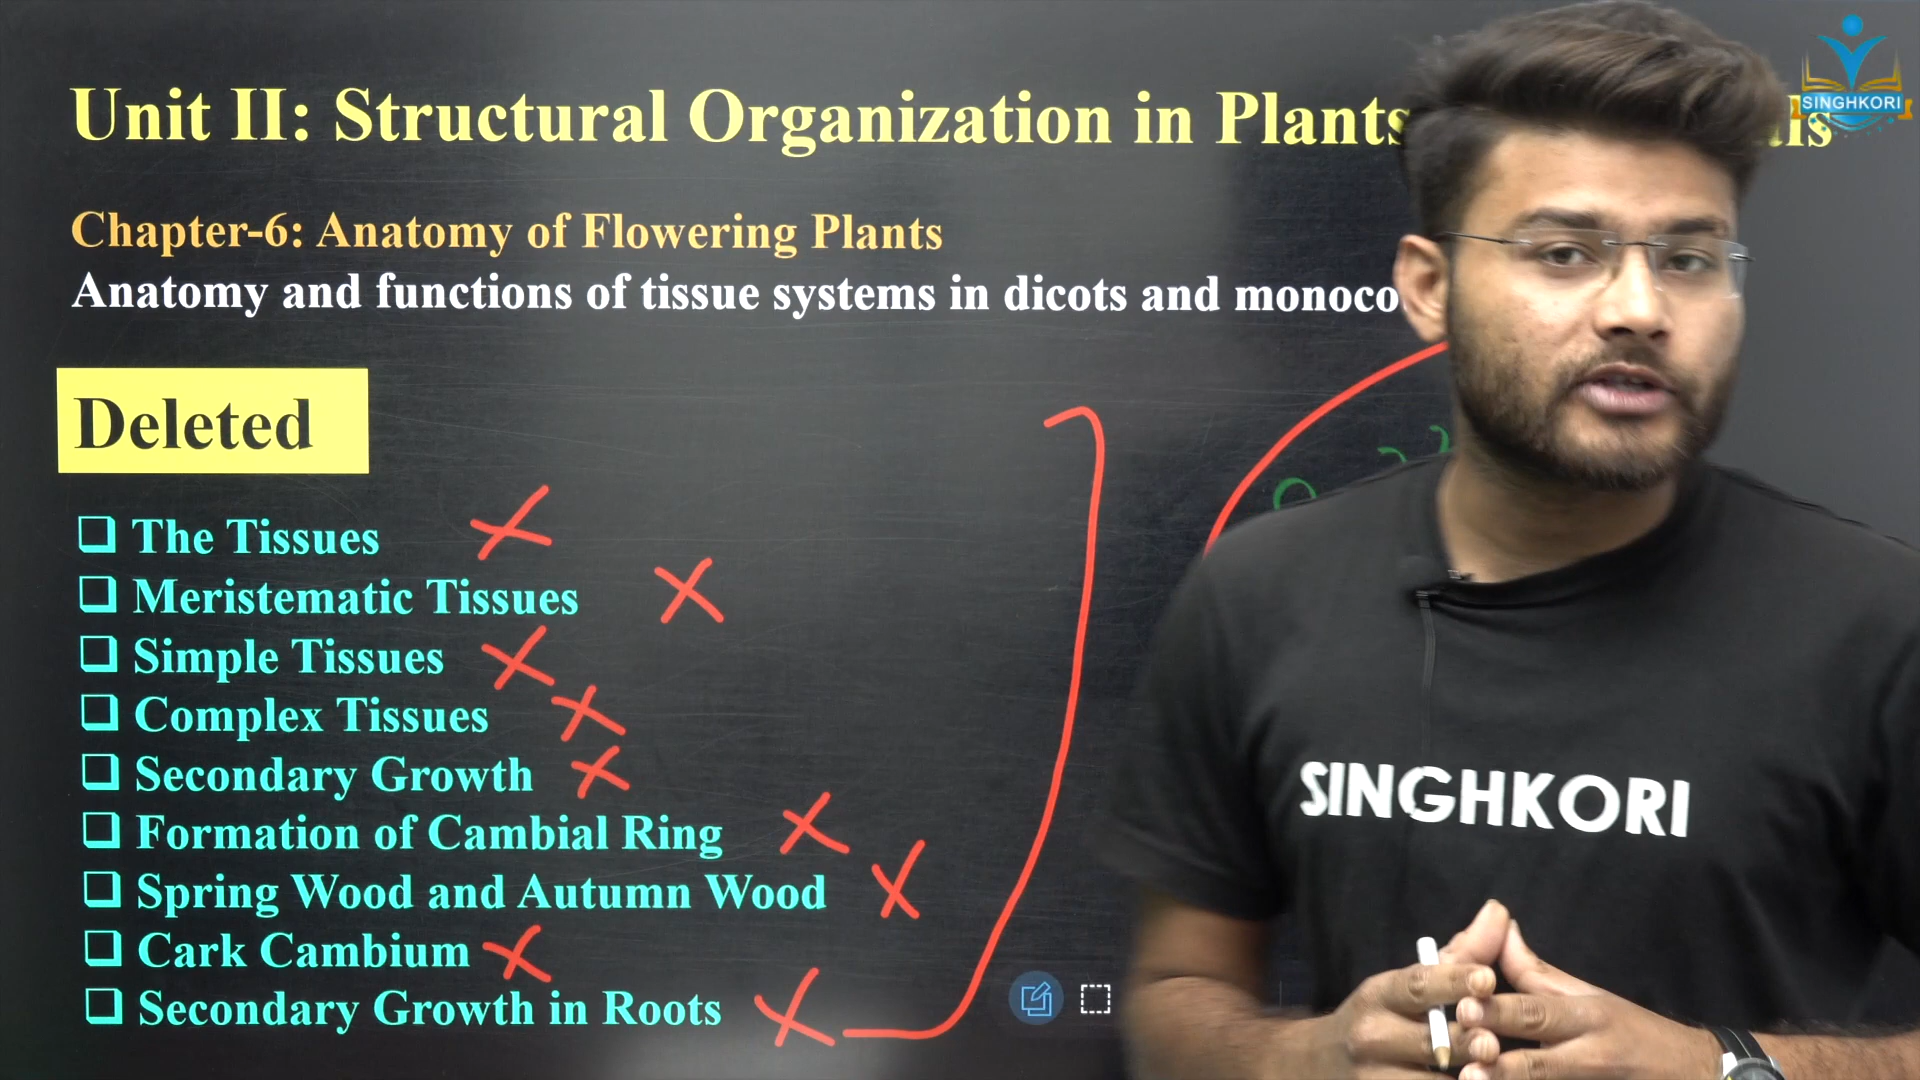 Unit II: Structural Organization in Plants
Chapter-6: Anatomy of Flowering Plants
Anatomy and functions of tissue systems in dicots and monoco
Deleted
The Tissues
Meristematic Tissues
Simple Tissues
Complex Tissues
Secondary Growth
Formation of Cambial Ring
Spring Wood and Autumn Wood
Cark Cambium
Secondary Growth in Roots
SINGHKORI
SINGHKORI